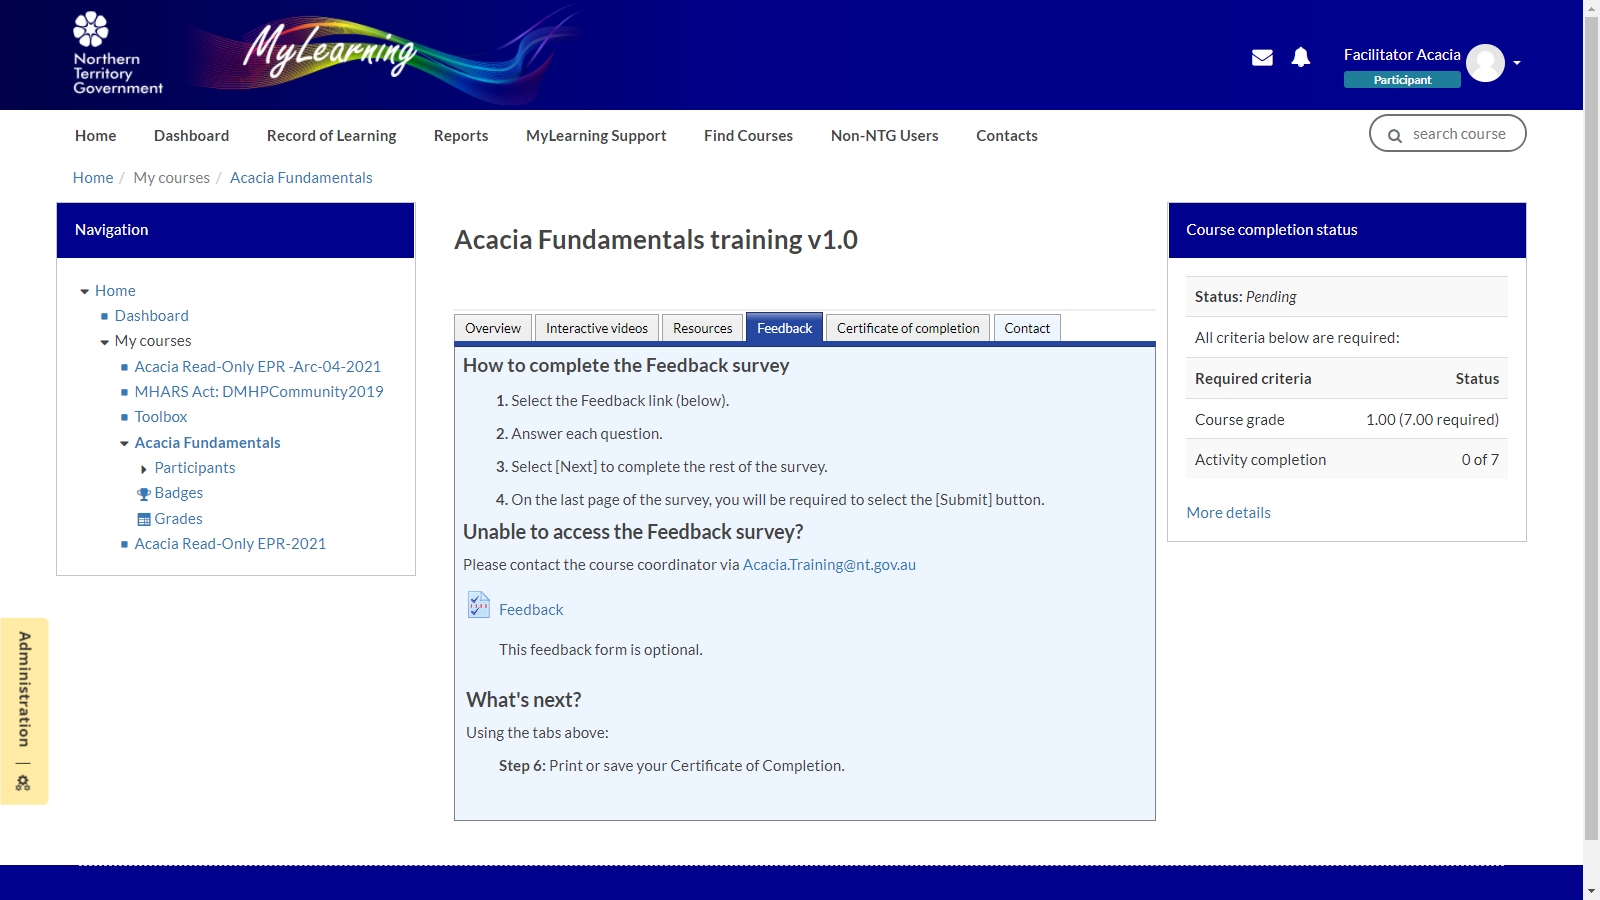 Northern
Territory
Government
MyLearning
Facilitator Acacia
Participant
Home Dashboard Record of Learning Reports MyLearning Support Find Courses Non-NTG Users Contacts
search course
Home / My courses / Acacia Fundamentals
Navigation
Home
Dashboard
My courses
Acacia Read-Only EPR -Arc-04-2021
MHARS Act: DMHPCommunity2019
Toolbox
Acacia Fundamentals
Participants
Badges
Grades
Acacia Read-Only EPR-2021
Administration
Acacia Fundamentals training v1.0
Overview Interactive videos Resources Feedback Certificate of completion Contact
How to complete the Feedback survey
1. Select the Feedback link (below).
2. Answer each question.
3. Select [Next] to complete the rest of the survey.
4. On the last page of the survey, you will be required to select the [Submit] button.
Unable to access the Feedback survey?
Please contact the course coordinator via Acacia.Training@nt.gov.au
Feedback
This feedback form is optional.
What's next?
Using the tabs above:
Step 6: Print or save your Certificate of Completion.
Course completion status
Status: Pending
All criteria below are required:
Required criteria Status
Course grade 1.00 (7.00 required)
Activity completion 0 of 7
More details